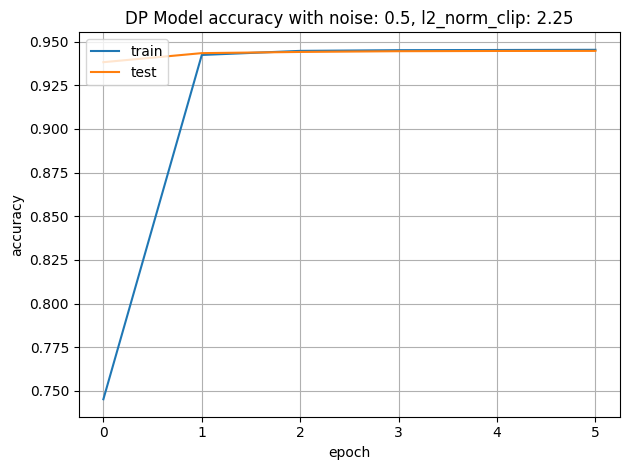 DP Model accuracy with noise: 0.5, l2_norm_clip: 2.25
train
test
accuracy
0.950
0.925
0.900
0.875
0.850
0.825
0.800
0.775
0.750
0 1 2 3 4 5
epoch